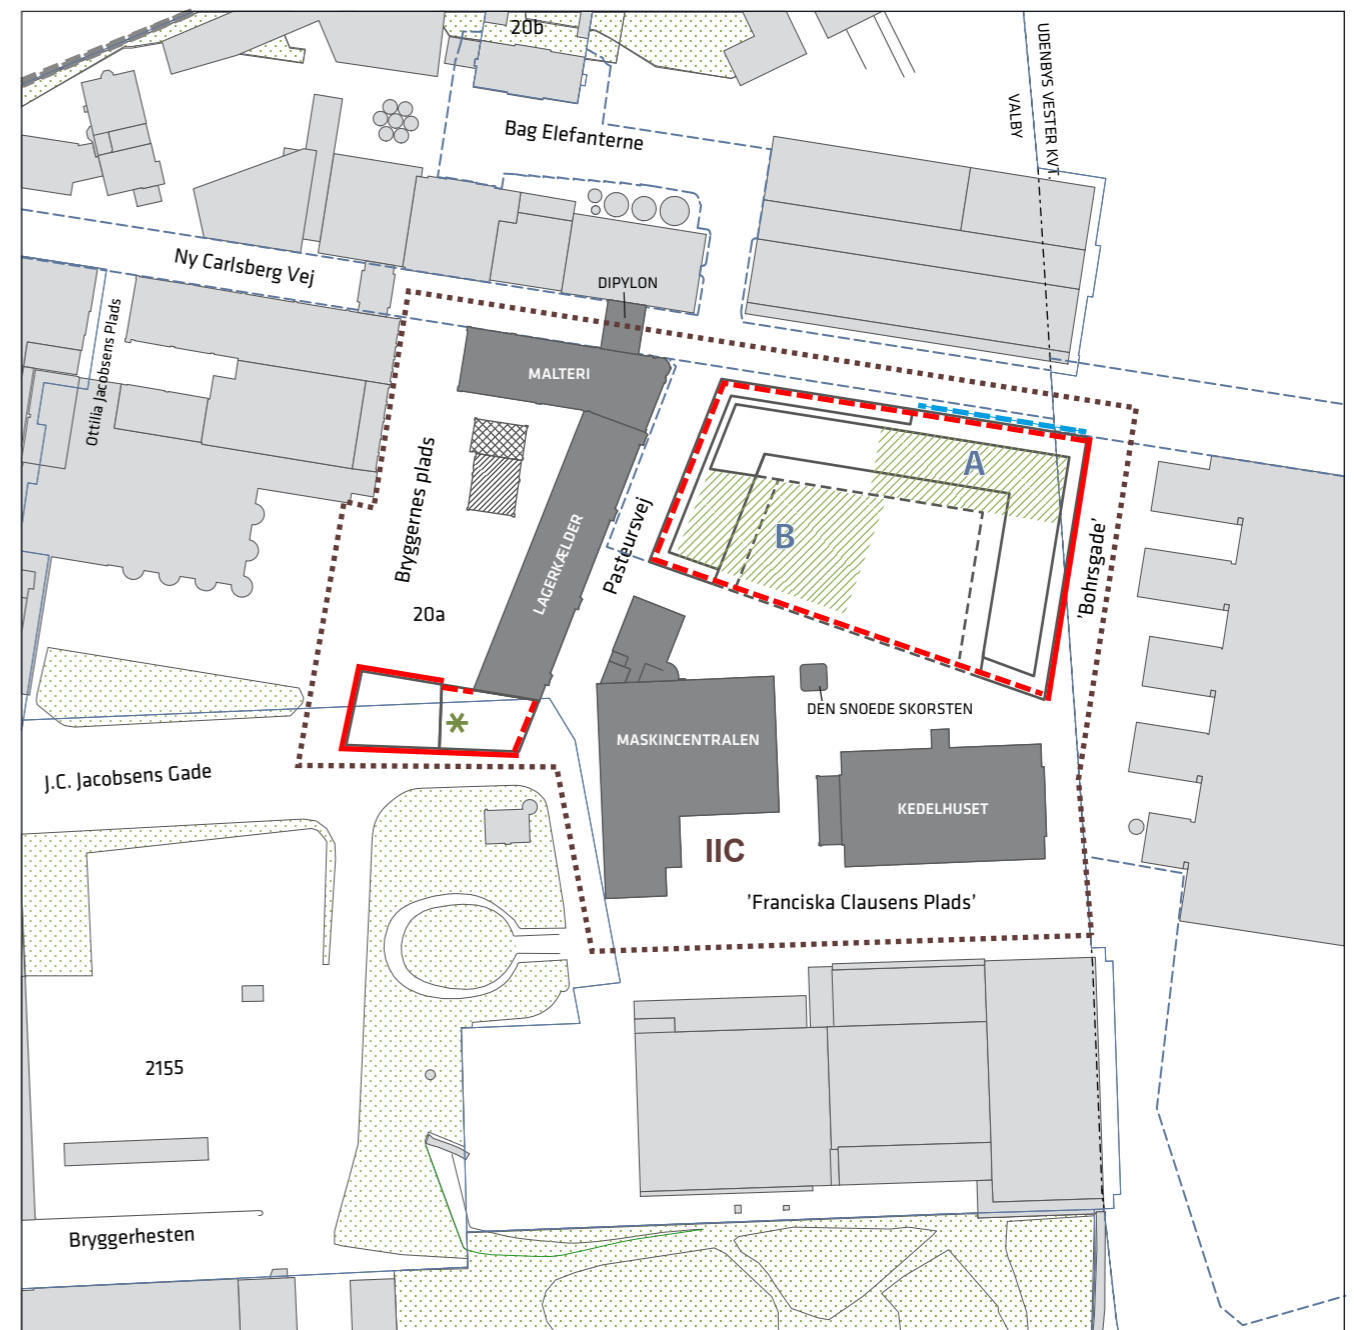 20b
UDENBYS VESTER KVT.
VALBY
Bag Elefanterne
Ny Carlsberg Vej
DIPYLON
Ottilia Jacobsens Plads
MALTERI
Bryggernes plads
A
B
LAGERKÆLDER
Pasteursvej
'Bohrsgade'
20a
*
DEN SNOEDE SKORSTEN
MASKINCENTRALEN
J.C. Jacobsens Gade
KEDELHUSET
IIC
'Franciska Clausens Plads'
2155
Bryggerhesten